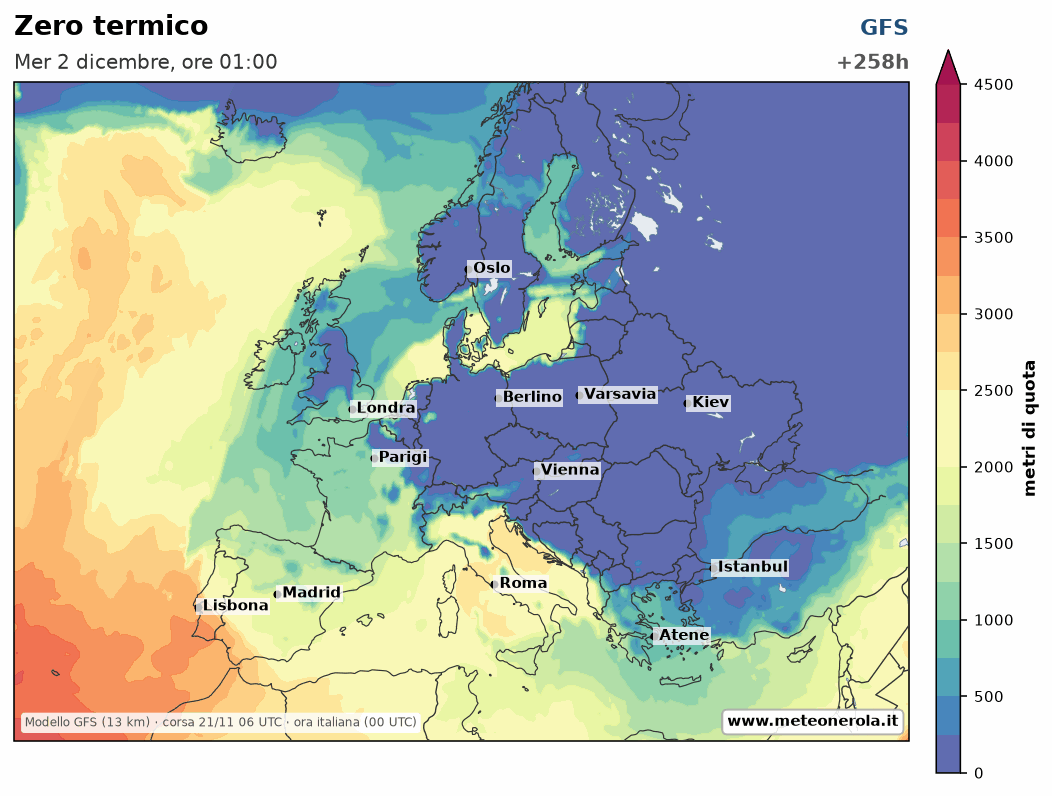 Zero termico
GFS
Mer 2 dicembre, ore 01:00
+258h
4500
4000
3500
3000
2500
2000
1500
1000
500
0
metri di quota
Oslo
Londra
Berlino
Varsavia
Kiev
Parigi
Vienna
Istanbul
Roma
Madrid
Lisbona
Atene
Modello GFS (13 km) · corsa 21/11 06 UTC · ora italiana (00 UTC)
www.meteonerola.it